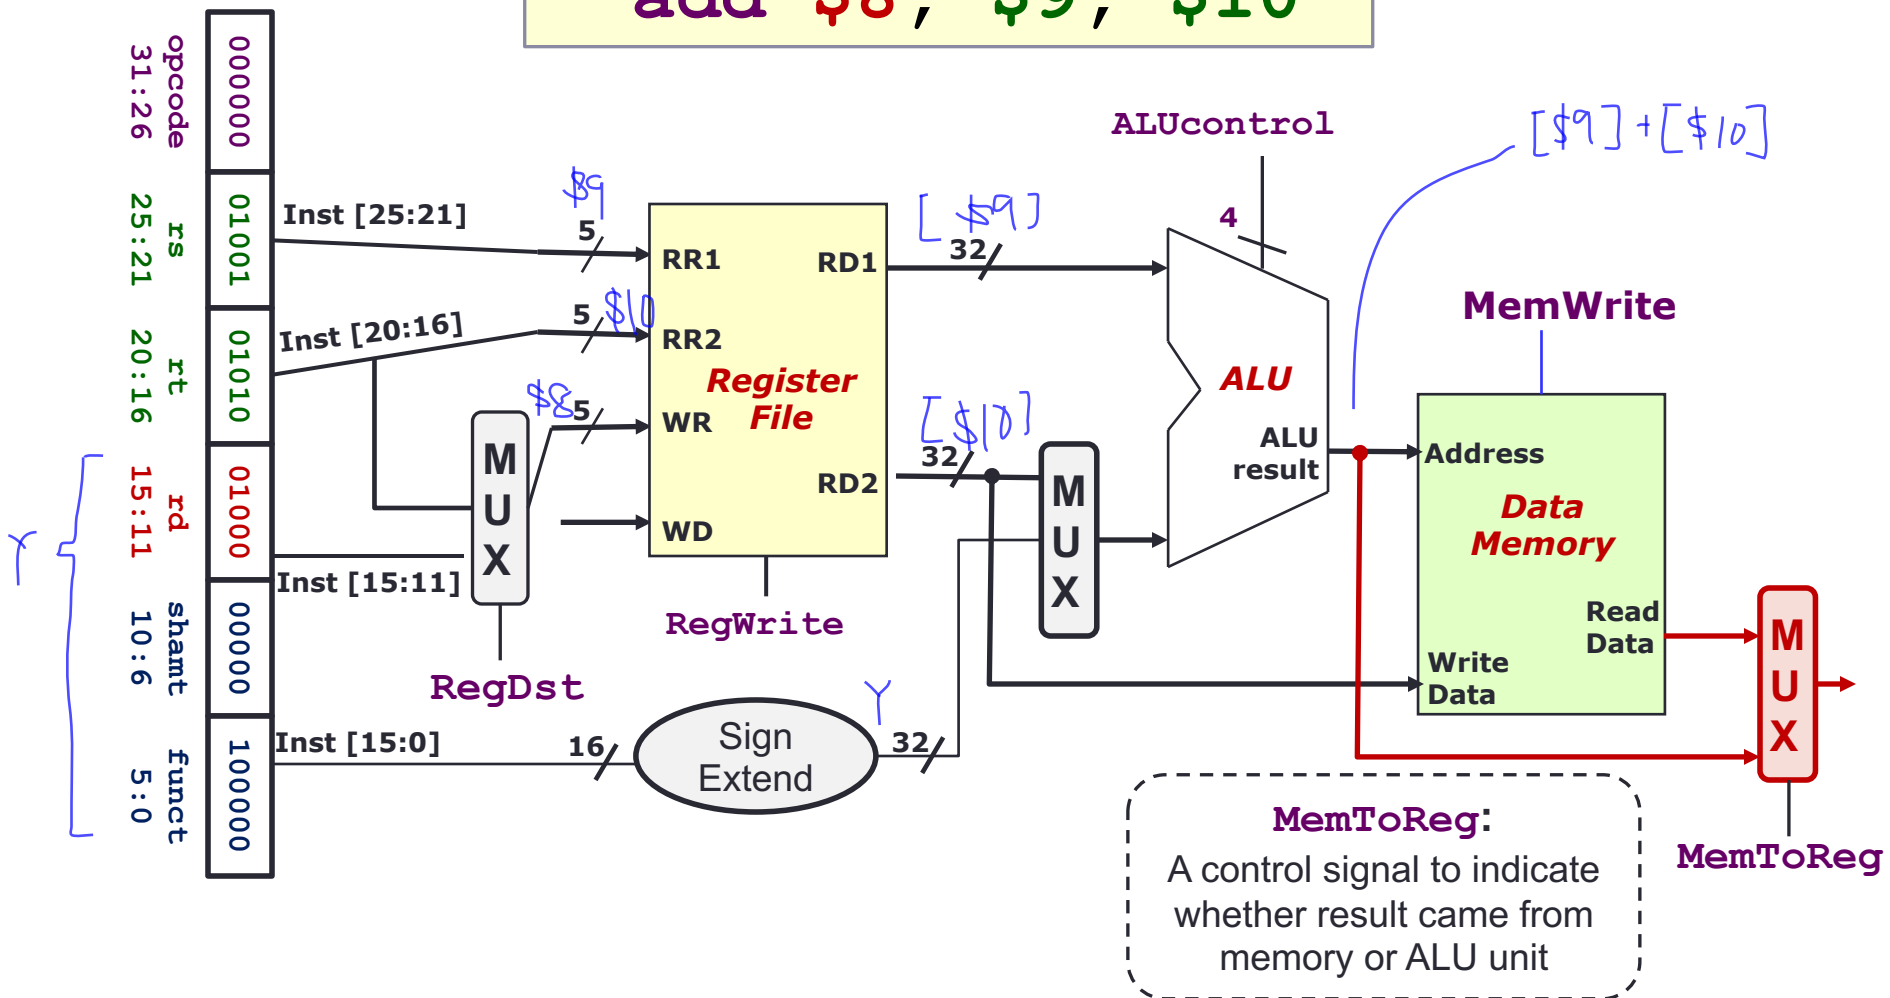 add $8, $9, $10
opcode
31:26
000000
rs
25:21
01001
rt
20:16
01010
rd
15:11
01000
shamt
10:6
00000
funct
5:0
100000
Y
Inst [25:21]
$9
5
Inst [20:16]
5
$10
$8
5
M
U
X
Inst [15:11]
RegDst
Inst [15:0]
16
Sign
Extend
Y
32
RR1
RR2
WR
WD
Register
File
RD1
RD2
RegWrite
[$9]
32
[$10]
32
M
U
X
ALUcontrol
4
ALU
ALU
result
[$9]+[$10]
MemWrite
Address
Data
Memory
Read
Data
Write
Data
M
U
X
MemToReg
MemToReg:
A control signal to indicate
whether result came from
memory or ALU unit